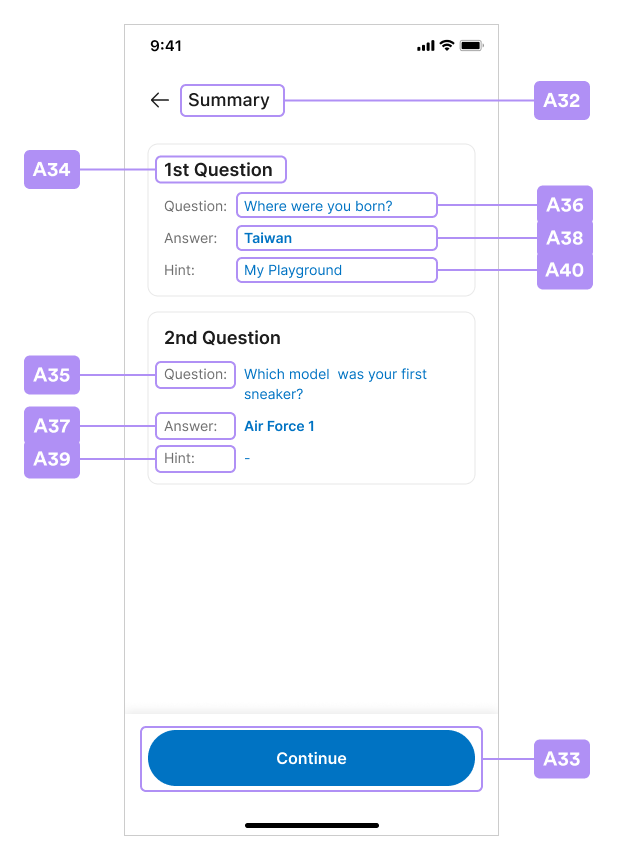 9:41
Summary
A32
A34
1st Question
Question: Where were you born?
A36
Answer: Taiwan
A38
Hint: My Playground
A40
2nd Question
A35
Question: Which model was your first
sneaker?
A37
Answer: Air Force 1
A39
Hint: -
Continue
A33